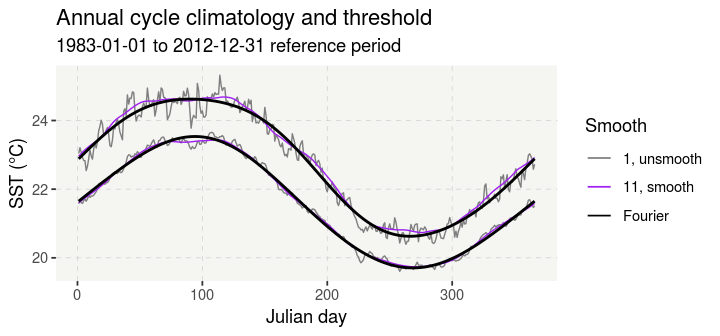 Annual cycle climatology and threshold
1983-01-01 to 2012-12-31 reference period
24
22
20
SST (°C)
0 100 200 300
Julian day
Smooth
1, unsmooth
11, smooth
Fourier